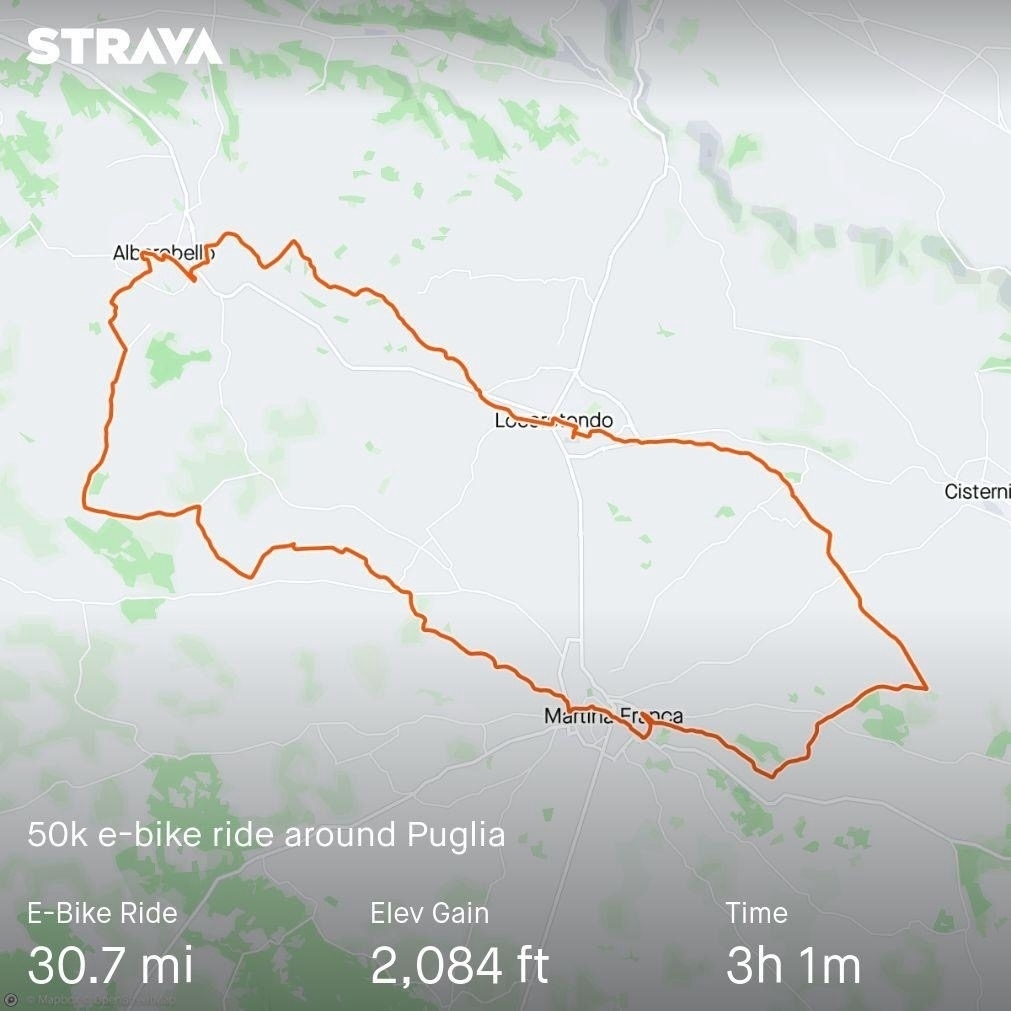 STRAVA
Alberobello
Locorotondo
Cisterni
Martina Franca
50k e-bike ride around Puglia
E-Bike Ride
Elev Gain
Time
30.7 mi
2,084 ft
3h 1m
© Mapbox © OpenStreetMap